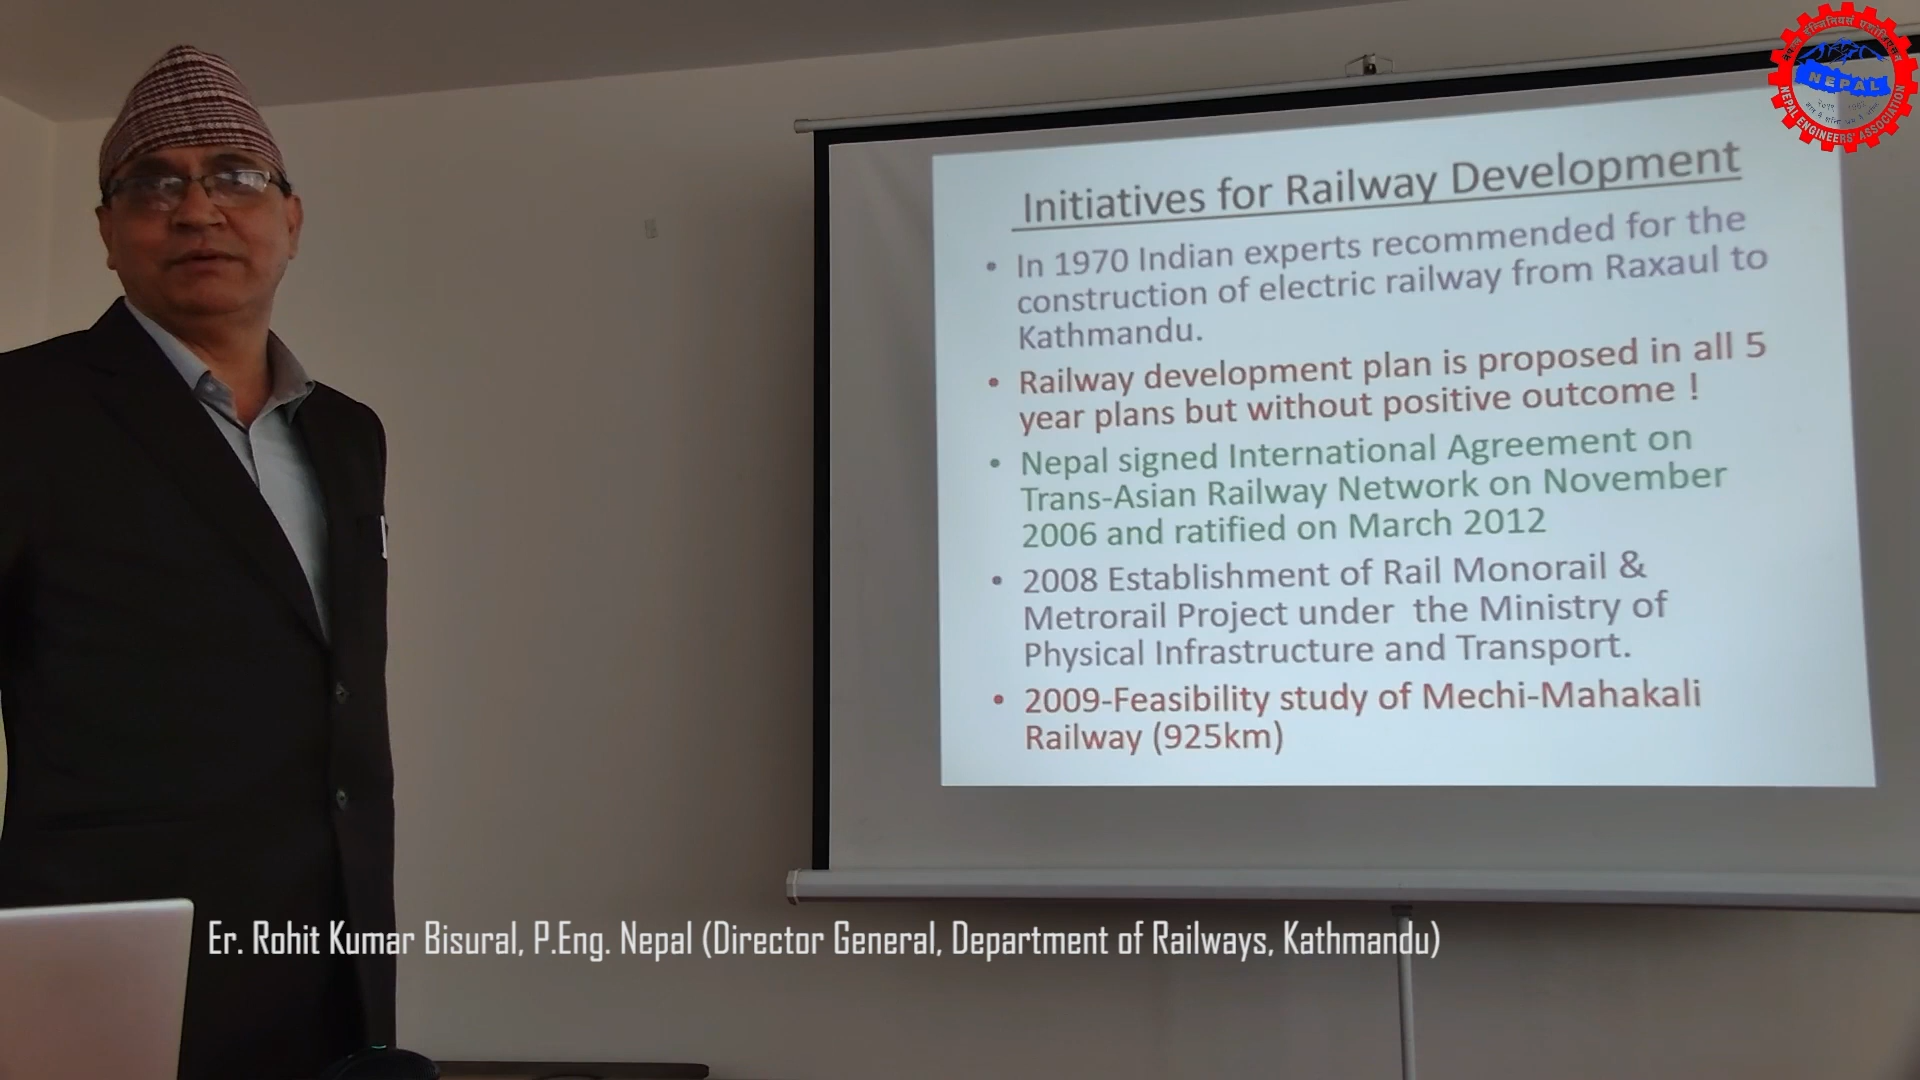 Initiatives for Railway Development
• In 1970 Indian experts recommended for the
construction of electric railway from Raxaul to
Kathmandu.
• Railway development plan is proposed in all 5
year plans but without positive outcome !
• Nepal signed International Agreement on
Trans-Asian Railway Network on November
2006 and ratified on March 2012
• 2008 Establishment of Rail Monorail &
Metrorail Project under the Ministry of
Physical Infrastructure and Transport.
• 2009-Feasibility study of Mechi-Mahakali
Railway (925km)
NEPAL
NEPAL ENGINEERS' ASSOCIATION
Er. Rohit Kumar Bisural, P.Eng. Nepal (Director General, Department of Railways, Kathmandu)